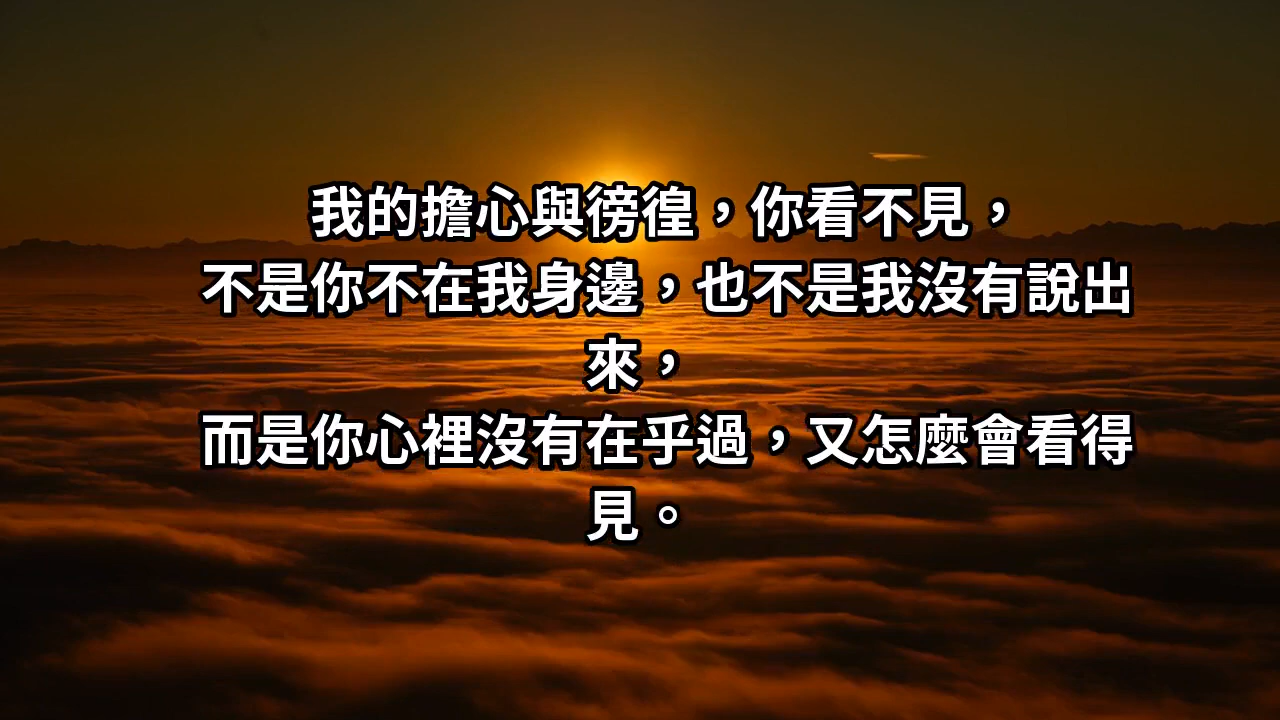 我的擔心與徬徨，你看不見，
不是你不在我身邊，也不是我沒有說出
來，
而是你心裡沒有在乎過，又怎麼會看得
見。